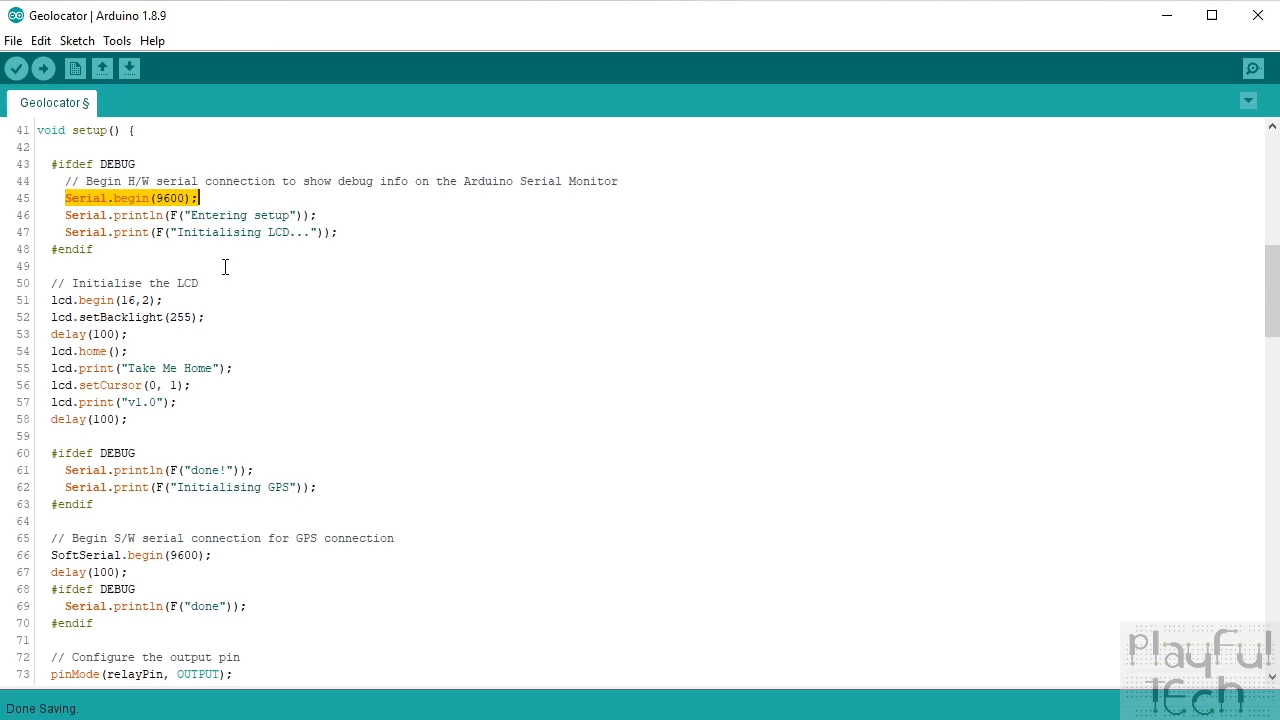 Geolocator | Arduino 1.8.9
File Edit Sketch Tools Help
Geolocator §
41 void setup() {
42
43 #ifdef DEBUG
44 // Begin H/W serial connection to show debug info on the Arduino Serial Monitor
45 Serial.begin(9600);
46 Serial.println(F("Entering setup"));
47 Serial.print(F("Initialising LCD..."));
48 #endif
49
50 // Initialise the LCD
51 lcd.begin(16,2);
52 lcd.setBacklight(255);
53 delay(100);
54 lcd.home();
55 lcd.print("Take Me Home");
56 lcd.setCursor(0, 1);
57 lcd.print("v1.0");
58 delay(100);
59
60 #ifdef DEBUG
61 Serial.println(F("done!"));
62 Serial.print(F("Initialising GPS"));
63 #endif
64
65 // Begin S/W serial connection for GPS connection
66 SoftSerial.begin(9600);
67 delay(100);
68 #ifdef DEBUG
69 Serial.println(F("done"));
70 #endif
71
72 // Configure the output pin
73 pinMode(relayPin, OUTPUT);
Done Saving.
Playful
Tech